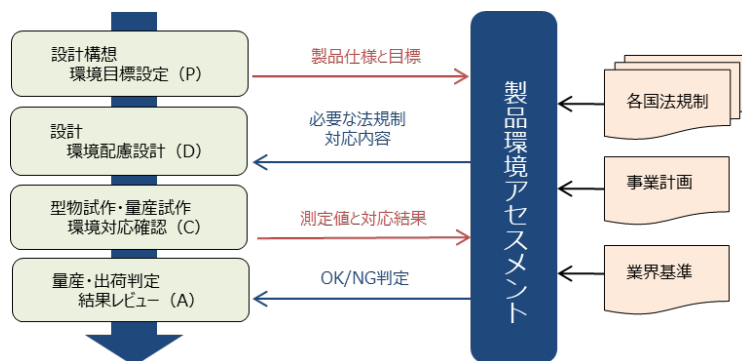 設計構想
環境目標設定（P）
製品仕様と目標
設計
環境配慮設計（D）
必要な法規制
対応内容
型物試作・量産試作
環境対応確認（C）
測定値と対応結果
量産・出荷判定
結果レビュー（A）
OK/NG判定
製品環境アセスメント
各国法規制
事業計画
業界基準